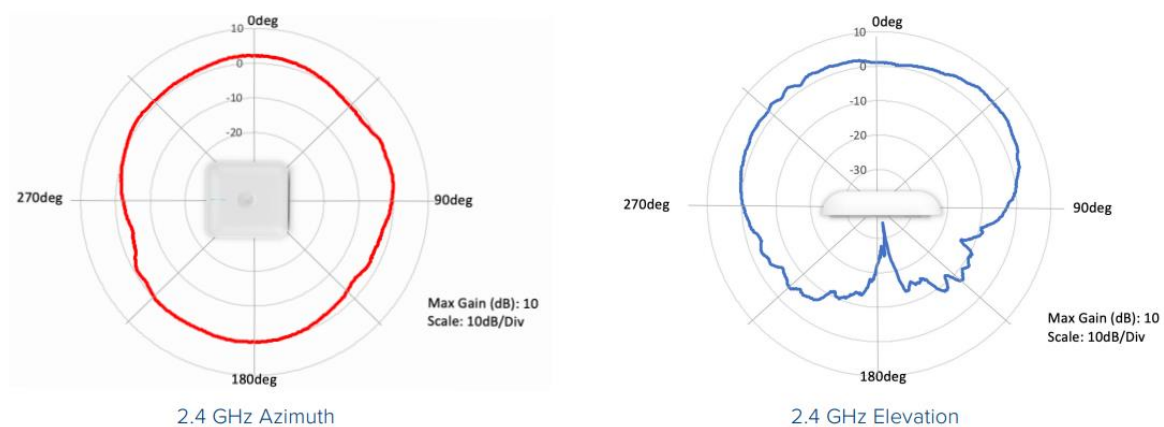 0deg
10
0
-10
-20
270deg
90deg
Max Gain (dB): 10
Scale: 10dB/Div
180deg
2.4 GHz Azimuth
0deg
10
0
-10
-20
-30
270deg
90deg
Max Gain (dB): 10
Scale: 10dB/Div
180deg
2.4 GHz Elevation